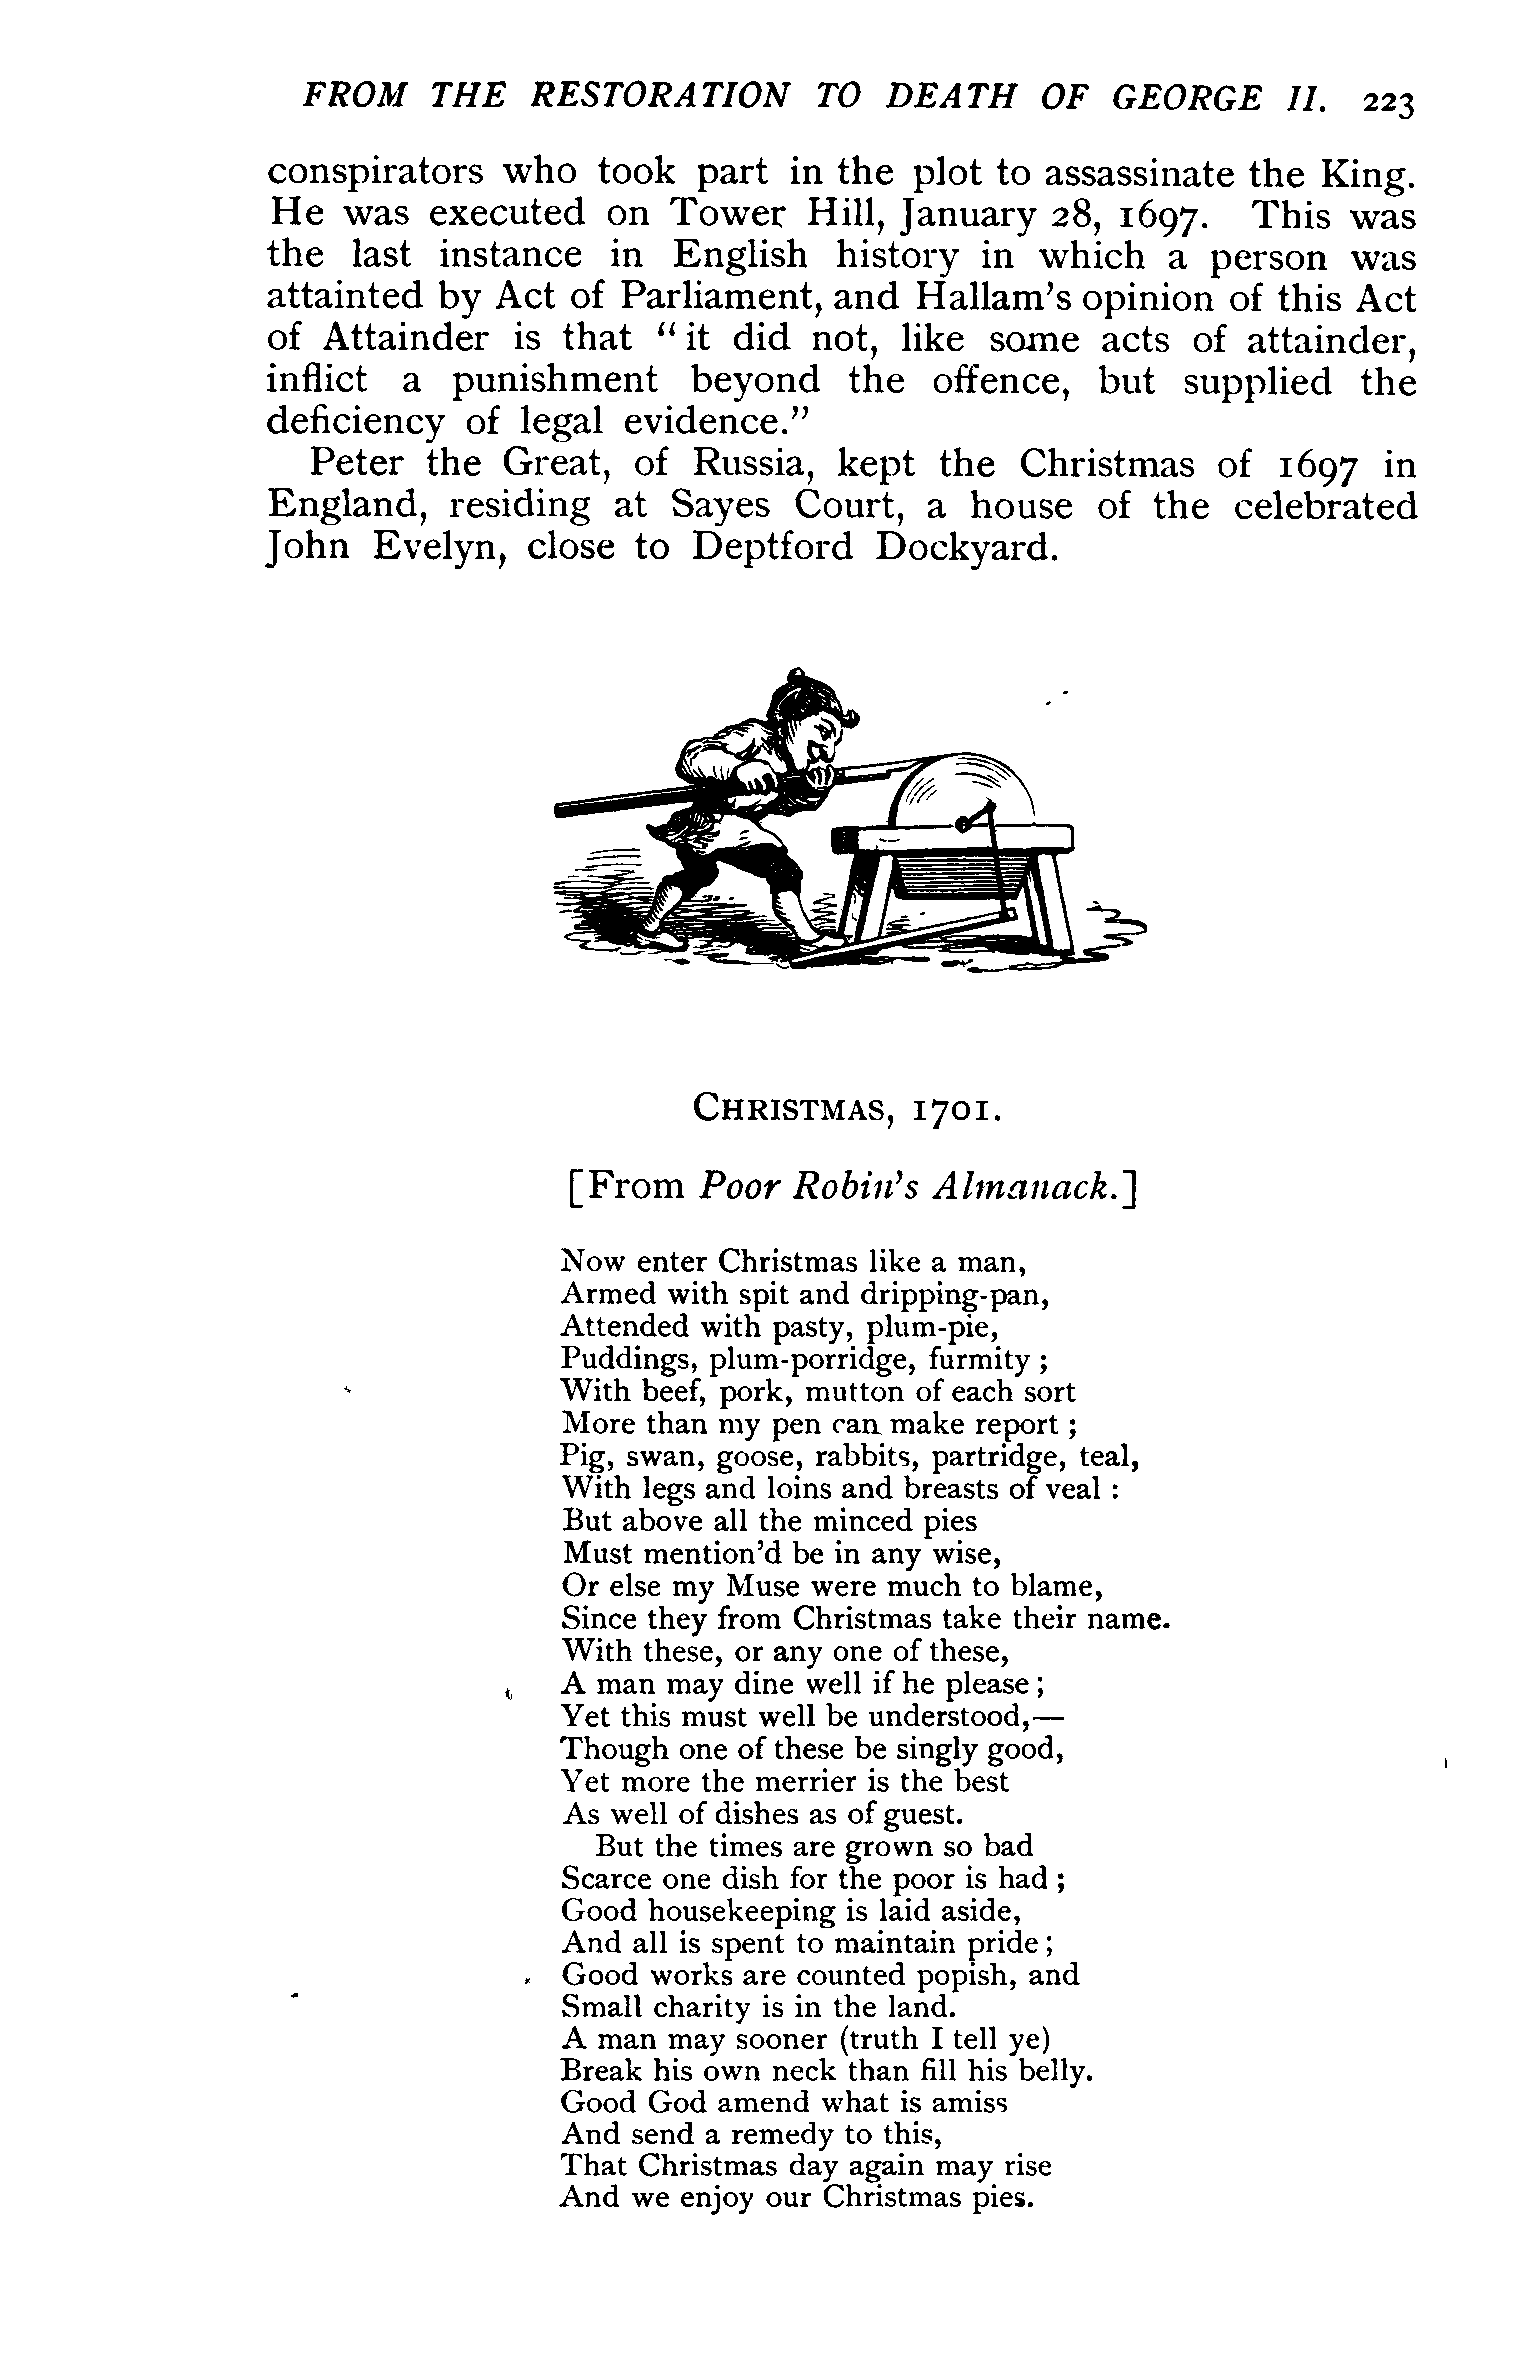 FROM THE RESTORATION TO DEATH OF GEORGE II. 223
conspirators who took part in the plot to assassinate the King.
He was executed on Tower Hill, January 28, 1697. This was
the last instance in English history in which a person was
attainted by Act of Parliament, and Hallam's opinion of this Act
of Attainder is that "it did not, like some acts of attainder,
inflict a punishment beyond the offence, but supplied the
deficiency of legal evidence."
Peter the Great, of Russia, kept the Christmas of 1697 in
England, residing at Sayes Court, a house of the celebrated
John Evelyn, close to Deptford Dockyard.
CHRISTMAS, 1701.
[From Poor Robin's Almanack.]
Now enter Christmas like a man,
Armed with spit and dripping-pan,
Attended with pasty, plum-pie,
Puddings, plum-porridge, furmity ;
With beef, pork, mutton of each sort
More than my pen can make report ;
Pig, swan, goose, rabbits, partridge, teal,
With legs and loins and breasts of veal :
But above all the minced pies
Must mention'd be in any wise,
Or else my Muse were much to blame,
Since they from Christmas take their name.
With these, or any one of these,
A man may dine well if he please ;
Yet this must well be understood,—
Though one of these be singly good,
Yet more the merrier is the best
As well of dishes as of guest.
But the times are grown so bad
Scarce one dish for the poor is had ;
Good housekeeping is laid aside,
And all is spent to maintain pride ;
Good works are counted popish, and
Small charity is in the land.
A man may sooner (truth I tell ye)
Break his own neck than fill his belly.
Good God amend what is amiss
And send a remedy to this,
That Christmas day again may rise
And we enjoy our Christmas pies.